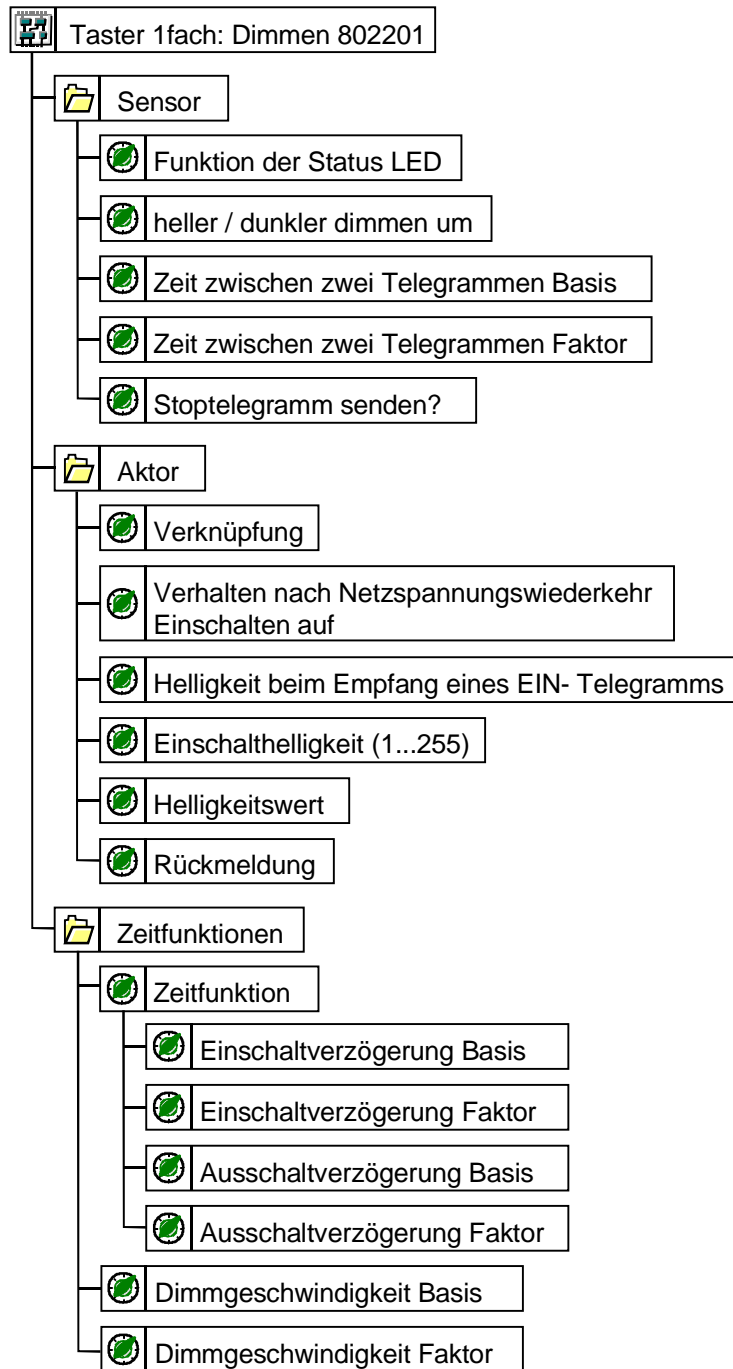 Taster 1fach: Dimmen 802201
Sensor
Funktion der Status LED
heller / dunkler dimmen um
Zeit zwischen zwei Telegrammen Basis
Zeit zwischen zwei Telegrammen Faktor
Stoptelegramm senden?
Aktor
Verknüpfung
Verhalten nach Netzspannungswiederkehr
Einschalten auf
Helligkeit beim Empfang eines EIN- Telegramms
Einschalthelligkeit (1...255)
Helligkeitswert
Rückmeldung
Zeitfunktionen
Zeitfunktion
Einschaltverzögerung Basis
Einschaltverzögerung Faktor
Ausschaltverzögerung Basis
Ausschaltverzögerung Faktor
Dimmgeschwindigkeit Basis
Dimmgeschwindigkeit Faktor